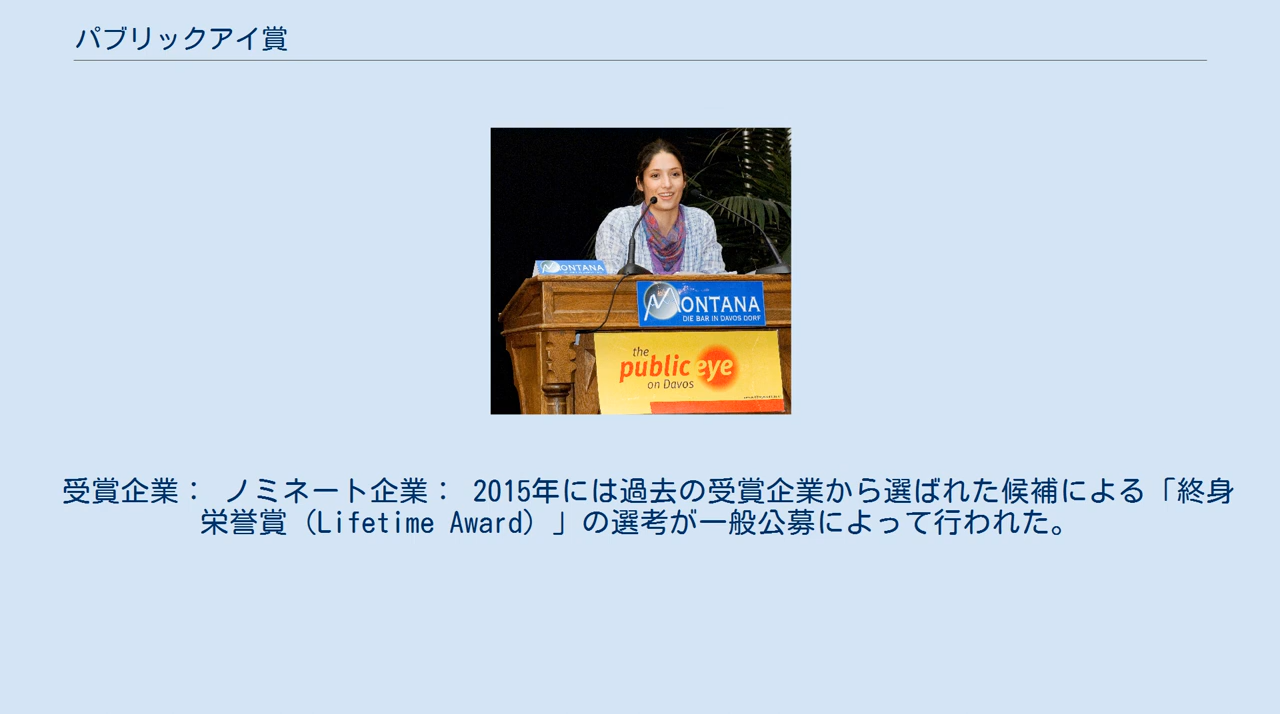 パブリックアイ賞
MONTANA
MONTANA
DIE BAR IN DAVOS DORF
the
public eye
on Davos
受賞企業： ノミネート企業： 2015年には過去の受賞企業から選ばれた候補による「終身
栄誉賞（Lifetime Award）」の選考が一般公募によって行われた。